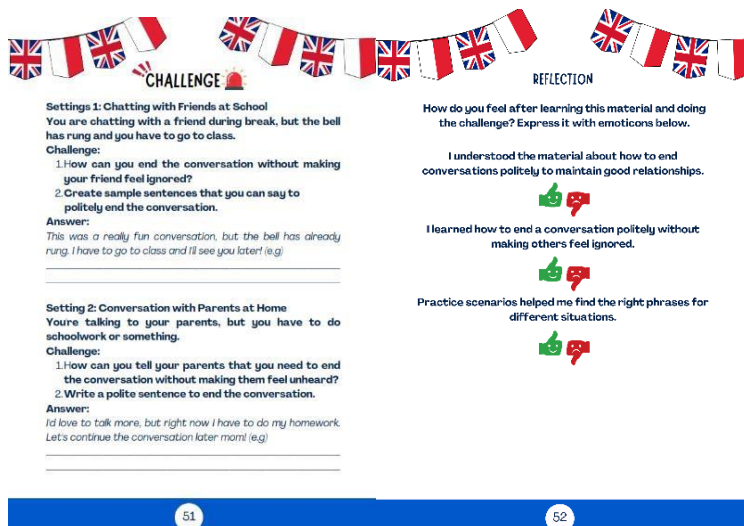 CHALLENGE
Settings 1: Chatting with Friends at School
You are chatting with a friend during break, but the bell
has rung and you have to go to class.
Challenge:
1.How can you end the conversation without making
your friend feel ignored?
2.Create sample sentences that you can say to
politely end the conversation.
Answer:
This was a really fun conversation, but the bell has already
rung. I have to go to class and I'll see you later! (e.g)
Setting 2: Conversation with Parents at Home
You're talking to your parents, but you have to do
schoolwork or something.
Challenge:
1.How can you tell your parents that you need to end
the conversation without making them feel unheard?
2.Write a polite sentence to end the conversation.
Answer:
I'd love to talk more, but right now I have to do my homework.
Let's continue the conversation later mom! (e.g)
51
REFLECTION
How do you feel after learning this material and doing
the challenge? Express it with emoticons below.
I understood the material about how to end
conversations politely to maintain good relationships.
I learned how to end a conversation politely without
making others feel ignored.
Practice scenarios helped me find the right phrases for
different situations.
52